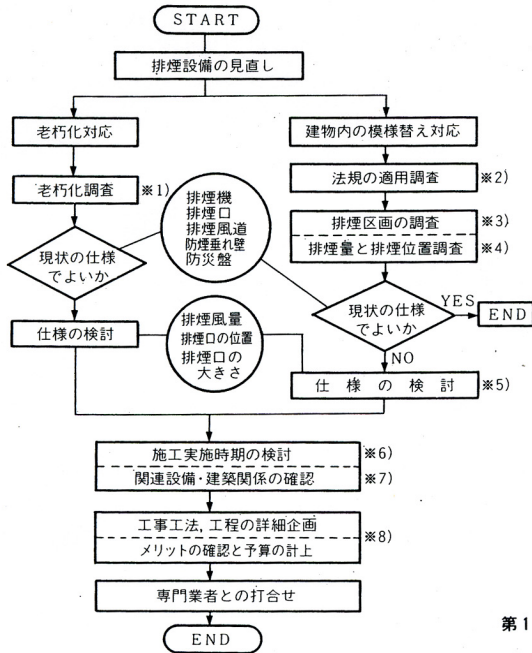 START
排煙設備の見直し
老朽化対応
建物内の模様替え対応
老朽化調査
※1)
法規の適用調査
※2)
排煙機
排煙口
排煙風道
防煙垂れ壁
防災盤
排煙区画の調査
※3)
排煙量と排煙位置調査
※4)
現状の仕様
でよいか
現状の仕様
でよいか
YES
END
NO
仕様の検討
排煙風量
排煙口の位置
排煙口の
大きさ
仕様の検討
※5)
施工実施時期の検討
※6)
関連設備・建築関係の確認
※7)
工事工法,工程の詳細企画
※8)
メリットの確認と予算の計上
専門業者との打合せ
END
第1